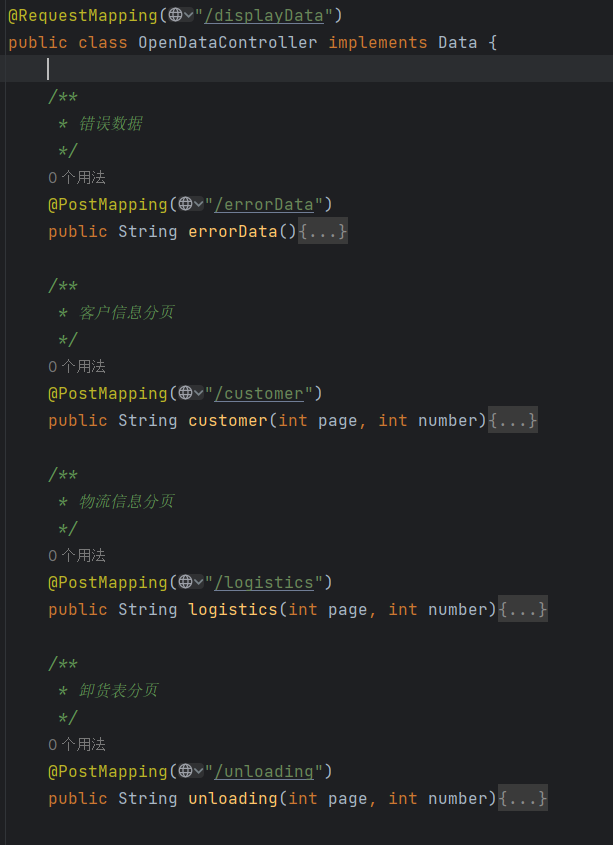 @RequestMapping("/displayData")
public class OpenDataController implements Data {
/**
* 错误数据
*/
0 个用法
@PostMapping("/errorData")
public String errorData(){...}
/**
* 客户信息分页
*/
0 个用法
@PostMapping("/customer")
public String customer(int page, int number){...}
/**
* 物流信息分页
*/
0 个用法
@PostMapping("/logistics")
public String logistics(int page, int number){...}
/**
* 卸货表分页
*/
0 个用法
@PostMapping("/unloading")
public String unloading(int page, int number){...}